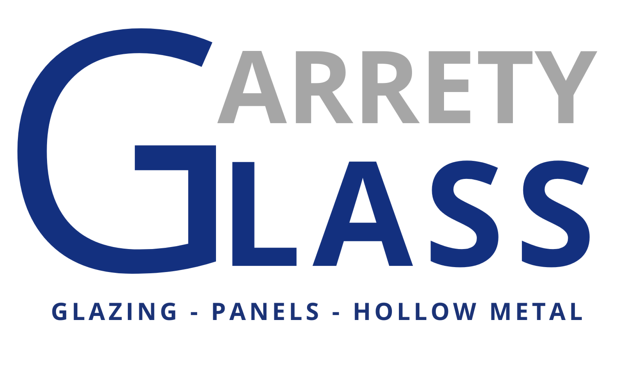 GARRETY
GLASS
GLAZING - PANELS - HOLLOW METAL